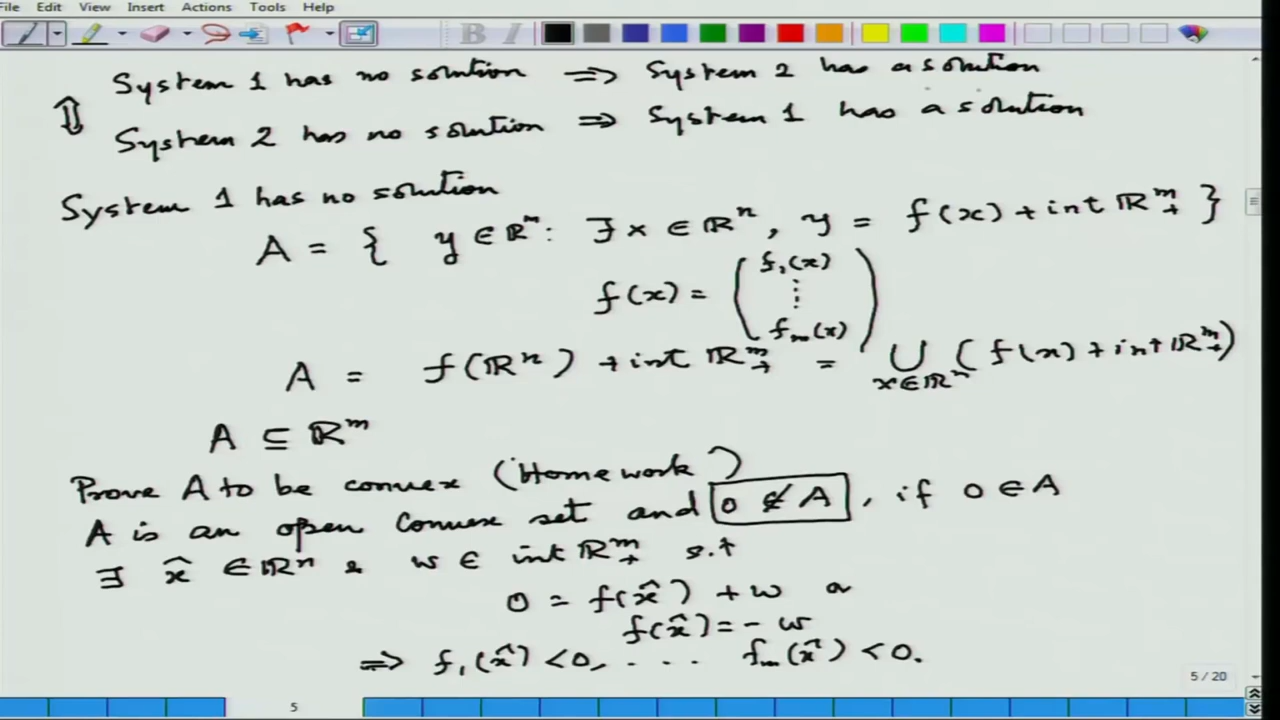 File Edit View Insert Actions Tools Help
System 1 has no solution ⟹ System 2 has a solution
⇕
System 2 has no solution ⟹ System 1 has a solution
System 1 has no solution
A = { y ∈ ℝ^m : ∃ x ∈ ℝ^n, y = f(x) + int ℝ^m_+ }
f(x) = ( f₁(x) ⋮ f_m(x) )
A = f(ℝ^n) + int ℝ^m_+ = ⋃_{x∈ℝ^n} (f(x) + int ℝ^m_+)
A ⊆ ℝ^m
Prove A to be convex (Homework)
A is an open convex set and 0 ∉ A, if 0 ∈ A
∃ x̂ ∈ ℝ^n & w ∈ int ℝ^m_+ s.t
0 = f(x̂) + w or
f(x̂) = - w
⟹ f₁(x̂) < 0, .... f_m(x̂) < 0.
5 / 20
5